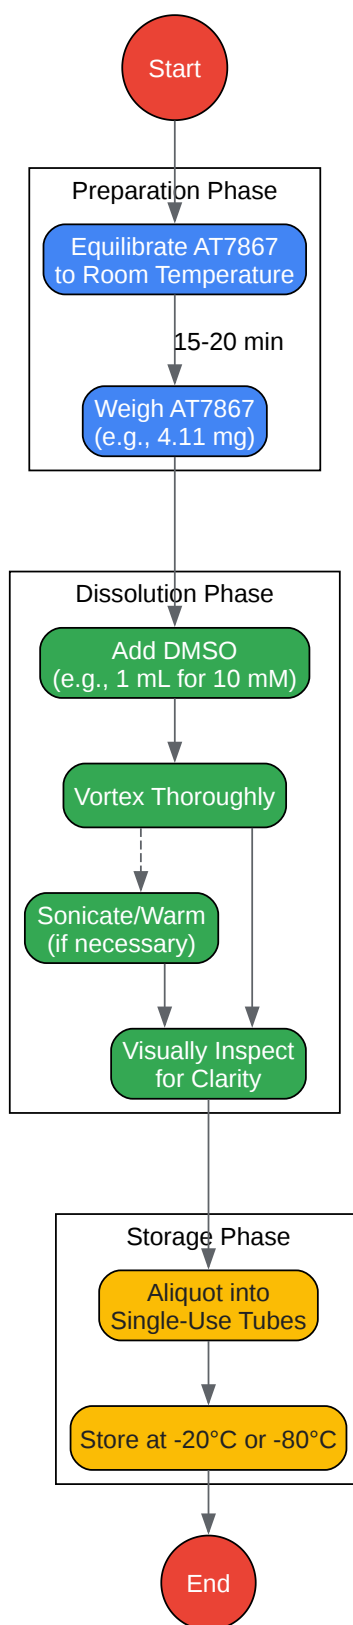 Start
Preparation Phase
Equilibrate AT7867
to Room Temperature
15-20 min
Weigh AT7867
(e.g., 4.11 mg)
Dissolution Phase
Add DMSO
(e.g., 1 mL for 10 mM)
Vortex Thoroughly
Sonicate/Warm
(if necessary)
Visually Inspect
for Clarity
Storage Phase
Aliquot into
Single-Use Tubes
Store at -20°C or -80°C
End